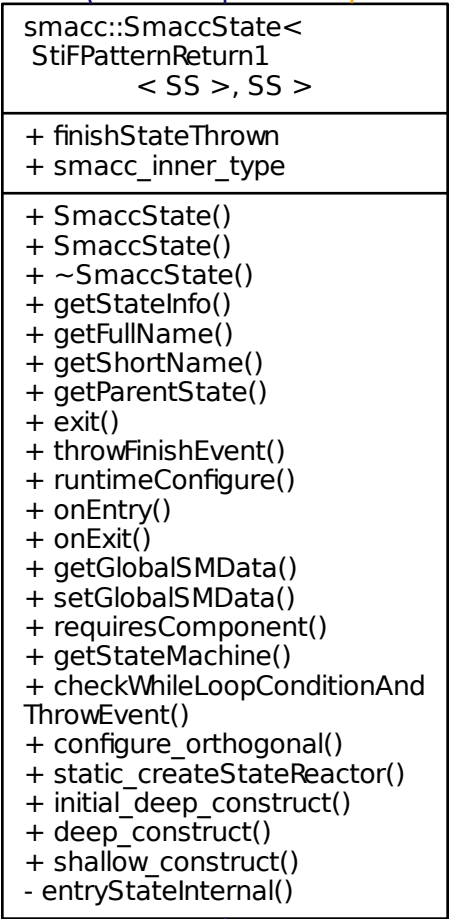 smacc::SmaccState<
StiFPatternReturn1
< SS >, SS >
+ finishStateThrown
+ smacc_inner_type
+ SmaccState()
+ SmaccState()
+ ~SmaccState()
+ getStateInfo()
+ getFullName()
+ getShortName()
+ getParentState()
+ exit()
+ throwFinishEvent()
+ runtimeConfigure()
+ onEntry()
+ onExit()
+ getGlobalSMData()
+ setGlobalSMData()
+ requiresComponent()
+ getStateMachine()
+ checkWhileLoopConditionAnd
ThrowEvent()
+ configure_orthogonal()
+ static_createStateReactor()
+ initial_deep_construct()
+ deep_construct()
+ shallow_construct()
- entryStateInternal()